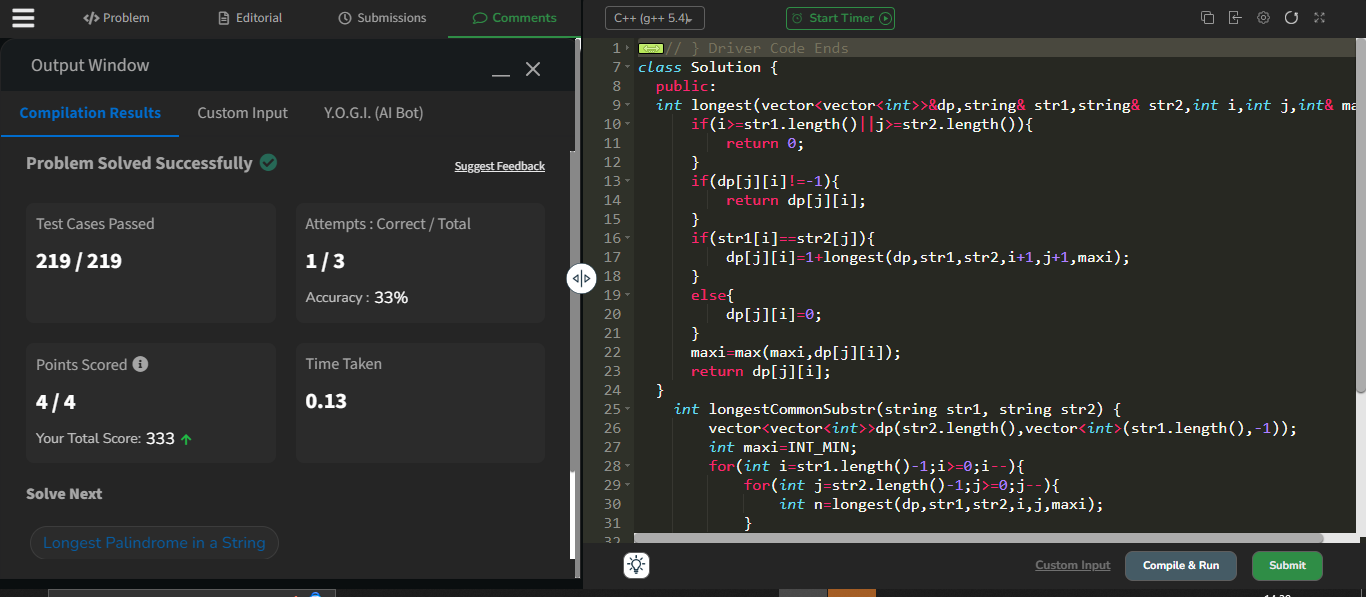 Problem Editorial Submissions Comments
Output Window
Compilation Results Custom Input Y.O.G.I. (AI Bot)
Problem Solved Successfully
Suggest Feedback
Test Cases Passed
219 / 219
Attempts : Correct / Total
1 / 3
Accuracy : 33%
Points Scored
4 / 4
Your Total Score: 333
Time Taken
0.13
Solve Next
Longest Palindrome in a String
C++ (g++ 5.4)
Start Timer
1 // } Driver Code Ends
7 class Solution {
8 public:
9 int longest(vector<vector<int>>&dp,string& str1,string& str2,int i,int j,int& ma
10 if(i>=str1.length()||j>=str2.length()){
11 return 0;
12 }
13 if(dp[j][i]!=-1){
14 return dp[j][i];
15 }
16 if(str1[i]==str2[j]){
17 dp[j][i]=1+longest(dp,str1,str2,i+1,j+1,maxi);
18 }
19 else{
20 dp[j][i]=0;
21 }
22 maxi=max(maxi,dp[j][i]);
23 return dp[j][i];
24 }
25 int longestCommonSubstr(string str1, string str2) {
26 vector<vector<int>>dp(str2.length(),vector<int>(str1.length(),-1));
27 int maxi=INT_MIN;
28 for(int i=str1.length()-1;i>=0;i--){
29 for(int j=str2.length()-1;j>=0;j--){
30 int n=longest(dp,str1,str2,i,j,maxi);
31 }
32
Custom Input Compile & Run Submit